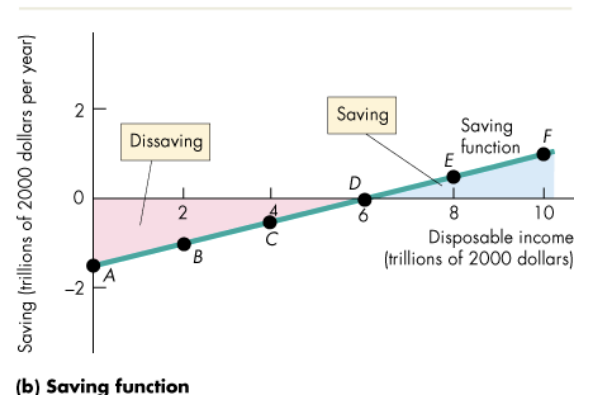 Saving (trillions of 2000 dollars per year)
2
0
−2
Dissaving
Saving
Saving
function
A
B
C
D
E
F
2
4
6
8
10
Disposable income
(trillions of 2000 dollars)
(b) Saving function